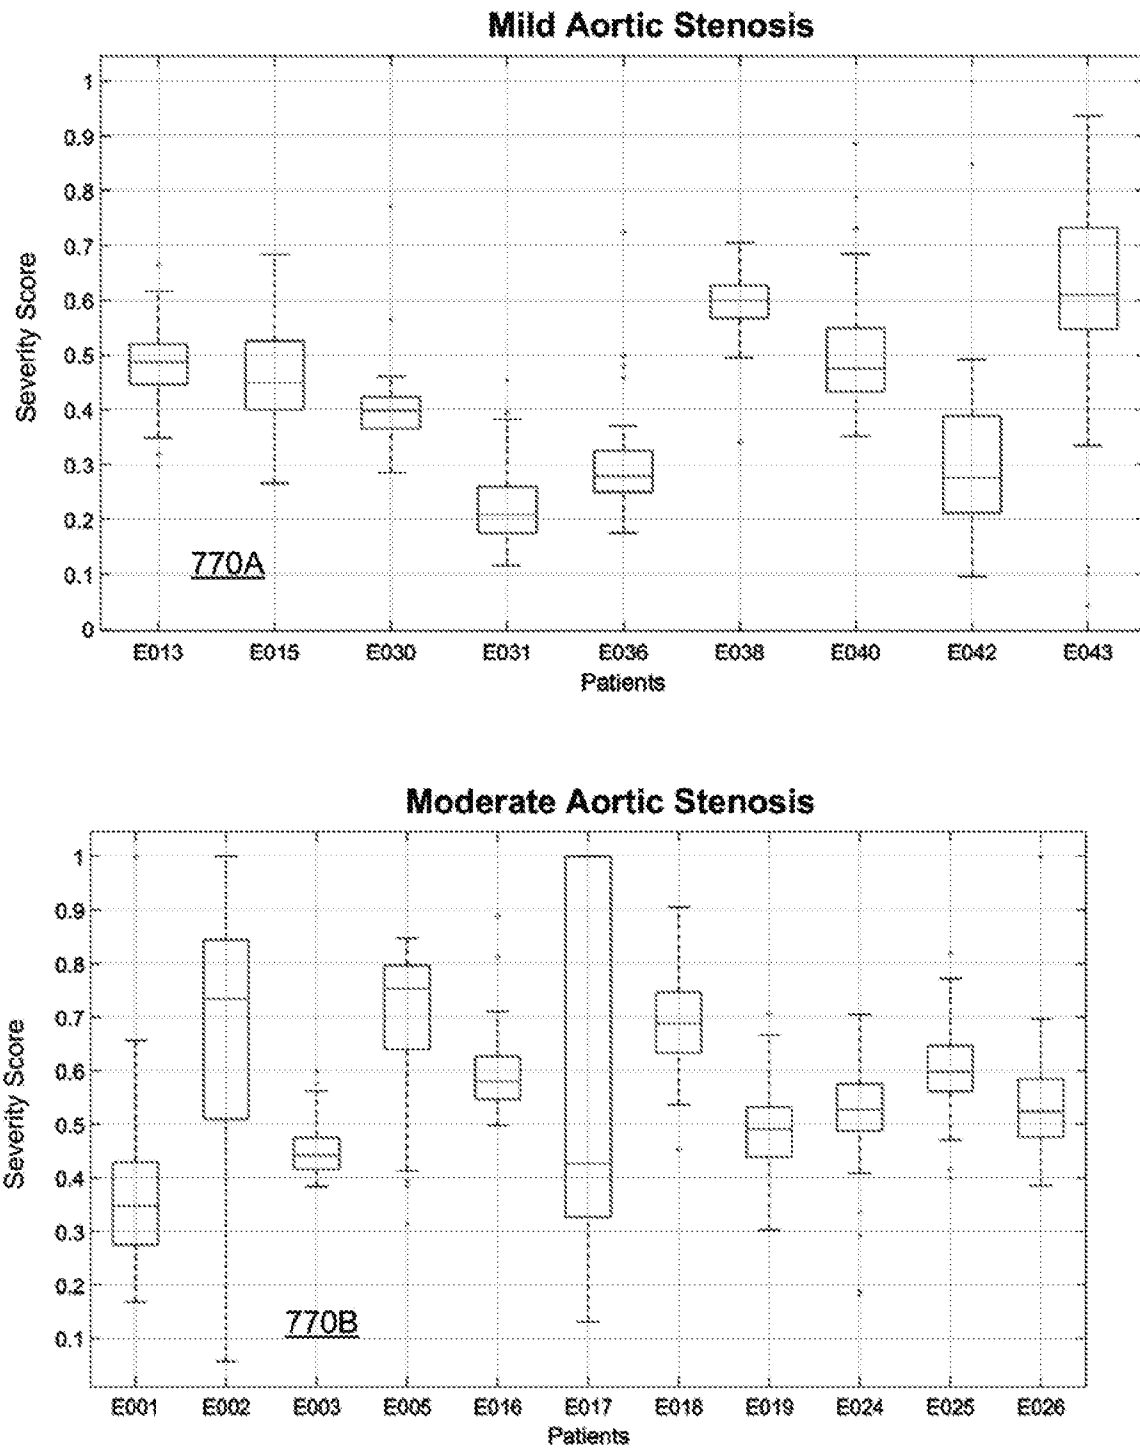 Mild Aortic Stenosis
1
0.9
0.8
0.7
0.6
0.5
0.4
0.3
0.2
0.1
0
Severity Score
770A
E013 E015 E030 E031 E036 E038 E040 E042 E043
Patients
Moderate Aortic Stenosis
1
0.9
0.8
0.7
0.6
0.5
0.4
0.3
0.2
0.1
Severity Score
770B
E001 E002 E003 E005 E016 E017 E018 E019 E024 E025 E026
Patients